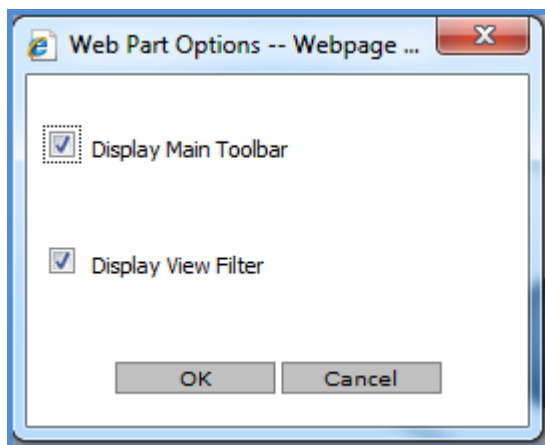 Web Part Options -- Webpage ...
Display Main Toolbar
Display View Filter
OK Cancel